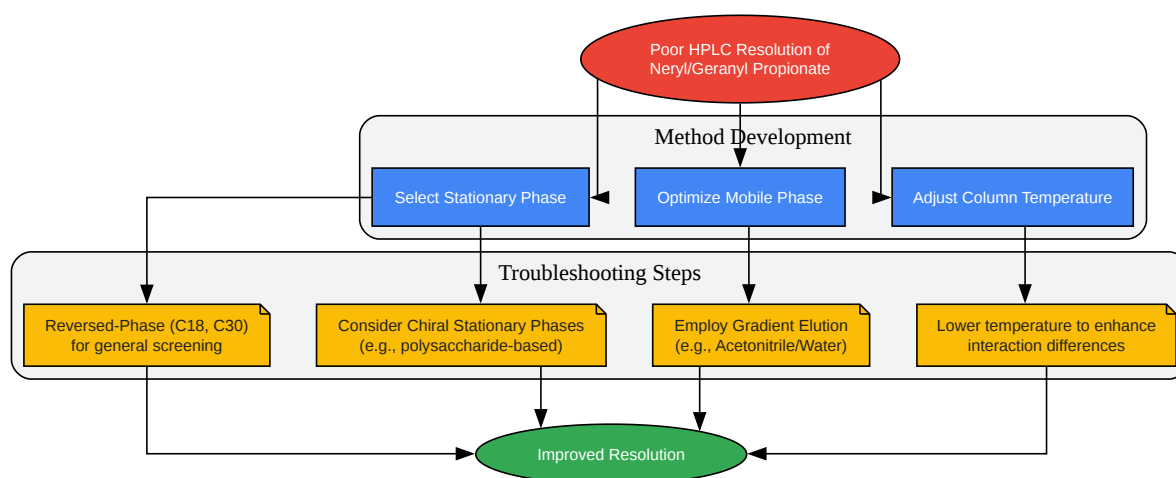 Poor HPLC Resolution of
Neryl/Geranyl Propionate
Method Development
Select Stationary Phase
Optimize Mobile Phase
Adjust Column Temperature
Troubleshooting Steps
Reversed-Phase (C18, C30)
for general screening
Consider Chiral Stationary Phases
(e.g., polysaccharide-based)
Employ Gradient Elution
(e.g., Acetonitrile/Water)
Lower temperature to enhance
interaction differences
Improved Resolution